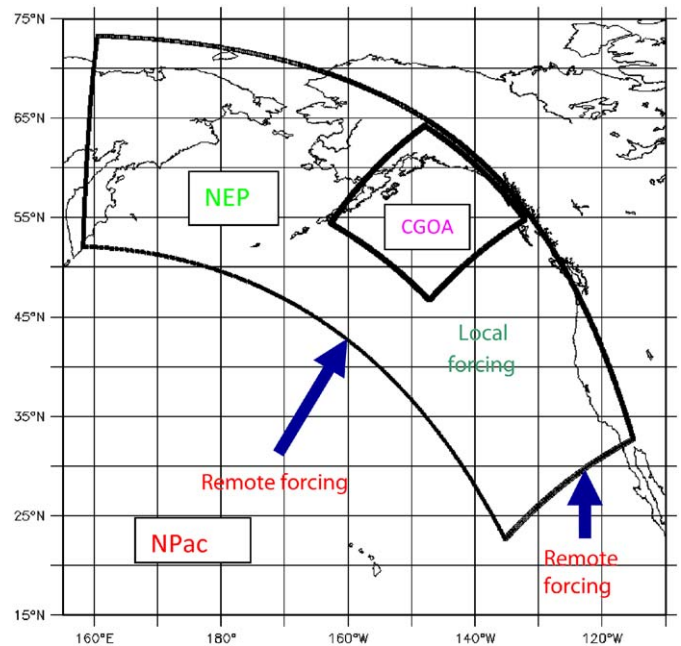 75°N
65°N
NEP
CGOA
55°N
45°N
Local
forcing
35°N
Remote forcing
25°N
NPac
Remote
forcing
15°N
160°E
180°
160°W
140°W
120°W